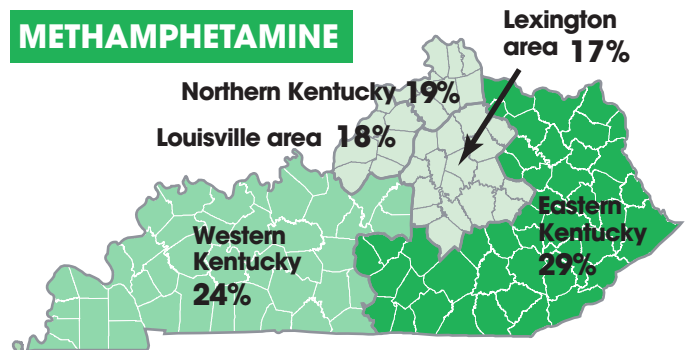 METHAMPHETAMINE
Lexington
area 17%
Northern Kentucky 19%
Louisville area 18%
Western
Kentucky
24%
Eastern
Kentucky
29%